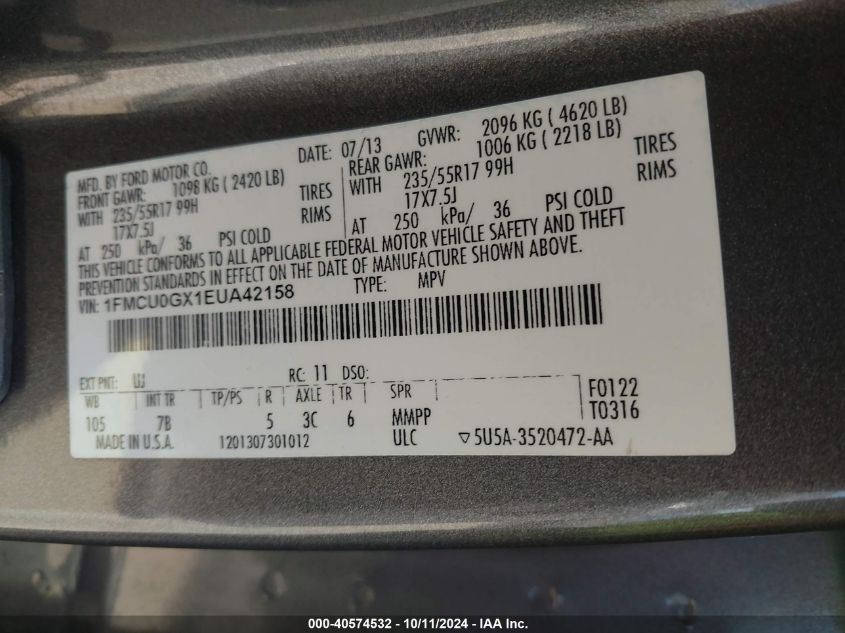 MFD. BY FORD MOTOR CO.
DATE: 07/13 GVWR: 2096 KG ( 4620 LB)
FRONT GAWR: 1098 KG ( 2420 LB) REAR GAWR: 1006 KG ( 2218 LB)
WITH 235/55R17 99H TIRES WITH 235/55R17 99H TIRES
17X7.5J RIMS 17X7.5J RIMS
AT 250 kPa/ 36 PSI COLD AT 250 kPa/ 36 PSI COLD
THIS VEHICLE CONFORMS TO ALL APPLICABLE FEDERAL MOTOR VEHICLE SAFETY AND THEFT
PREVENTION STANDARDS IN EFFECT ON THE DATE OF MANUFACTURE SHOWN ABOVE.
VIN: 1FMCU0GX1EUA42158 TYPE: MPV
EXT PNT: UJ RC: 11 DSO:
WB INT TR TP/PS R AXLE TR SPR F0122
105 7B 5 3C 6 MMPP T0316
MADE IN U.S.A. 1201307301012 ULC ▽5U5A-3520472-AA
000-40574532 - 10/11/2024 - IAA Inc.